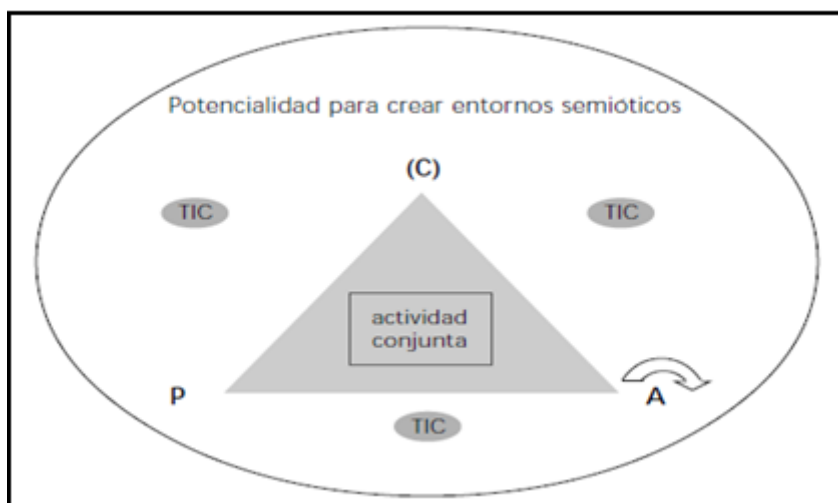 Potencialidad para crear entornos semióticos
(C)
TIC
TIC
actividad
conjunta
P
A
TIC